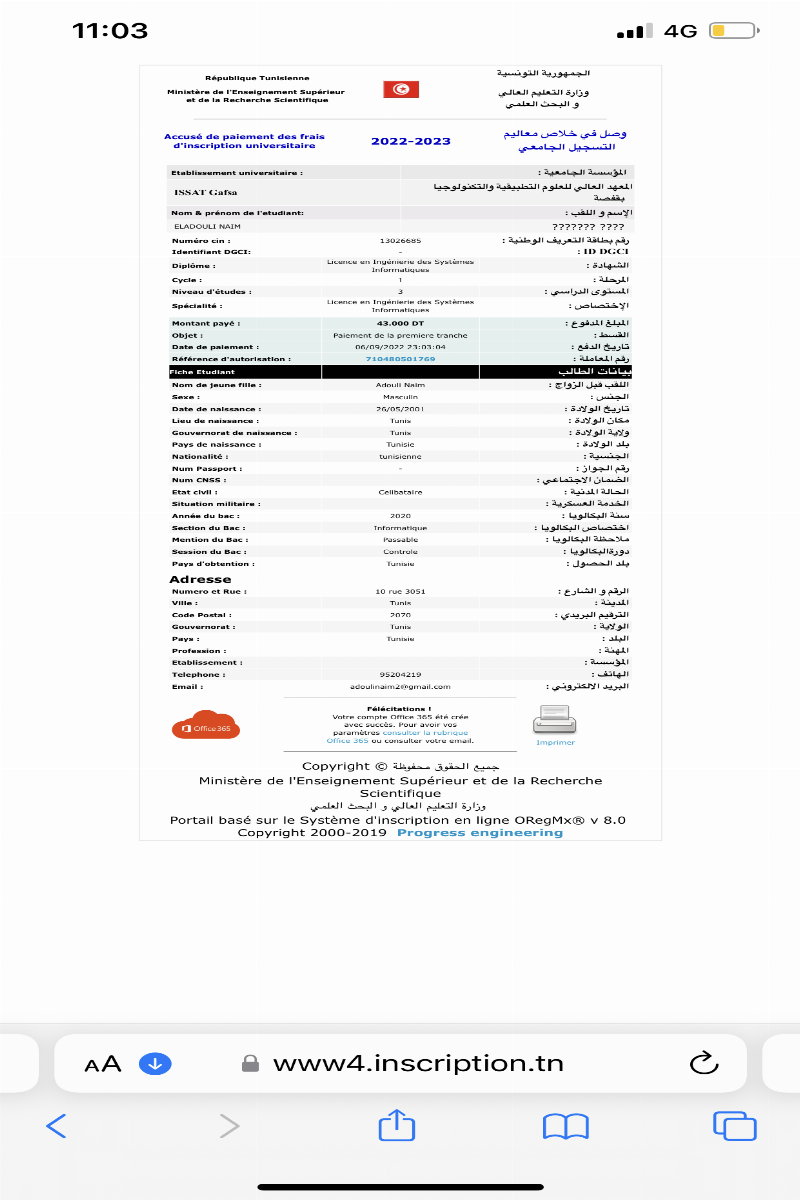 11:03
4G
République Tunisienne
الجمهورية التونسية
Ministère de l'Enseignement Supérieur
et de la Recherche Scientifique
وزارة التعليم العالي
و البحث العلمي
Accusé de paiement des frais
d'inscription universitaire
2022-2023
وصل في خلاص معاليم
التسجيل الجامعي
Etablissement universitaire :
المؤسسة الجامعية :
ISSAT Gafsa
المعهد العالي للعلوم التطبيقية والتكنولوجيا
بقفصة
Nom & prénom de l'etudiant:
الإسم و اللقب :
ELADOULI NAIM
??????? ????
Numéro cin : 13026685 رقم بطاقة التعريف الوطنية :
Identifient DGCI: - ID DGCI :
Diplôme : Licence en Ingénierie des Systèmes
Informatiques الشهادة :
Cycle : 1 المرحلة :
Niveau d'études : 3 المستوى الدراسي :
Spécialité : Licence en Ingénierie des Systèmes
Informatiques الإختصاص :
Montant payé : 43.000 DT المبلغ المدفوع :
Objet : Paiement de la premiere tranche القسط :
Date de paiement : 06/09/2022 23:03:04 تاريخ الدفع :
Référence d'autorisation : 710480501769 رقم المعاملة :
Fiche Etudiant بيانات الطالب
Nom de jeune fille : Adouli Naim اللقب قبل الزواج :
Sexe : Masculin الجنس :
Date de naissance : 26/05/2001 تاريخ الولادة :
Lieu de naissance : Tunis مكان الولادة :
Gouvernorat de naissance : Tunis ولاية الولادة :
Pays de naissance : Tunisie بلد الولادة :
Nationalité : tunisienne الجنسية :
Num Passport : - رقم الجواز :
Num CNSS : الضمان الاجتماعي :
Etat civil : Celibataire الحالة المدنية :
Situation militaire : الخدمة العسكرية :
Année du bac : 2020 سنة البكالويا :
Section du Bac : Informatique اختصاص البكالويا :
Mention du Bac : Passable ملاحظة البكالويا :
Session du Bac : Controle دورةالبكالويا :
Pays d'obtention : Tunisie بلد الحصول :
Adresse
Numero et Rue : 10 rue 3051 الرقم و الشارع :
Ville : Tunis المدينة :
Code Postal : 2070 الترقيم البريدي :
Gouvernorat : Tunis الولاية :
Pays : Tunisie البلد :
Profession : المهنة :
Etablissement : المؤسسة :
Telephone : 95204219 الهاتف :
Email : adoulinaim2@gmail.com البريد الالكتروني :
Office 365
Félécitations !
Votre compte Office 365 été crée
avec succès. Pour avoir vos
paramètres consulter la rubrique
Office 365 ou consulter votre email.
Imprimer
Copyright © جميع الحقوق محفوظة
Ministère de l'Enseignement Supérieur et de la Recherche
Scientifique
وزارة التعليم العالي و البحث العلمي
Portail basé sur le Système d'inscription en ligne ORegMx® v 8.0
Copyright 2000-2019 Progress engineering
AA
www4.inscription.tn